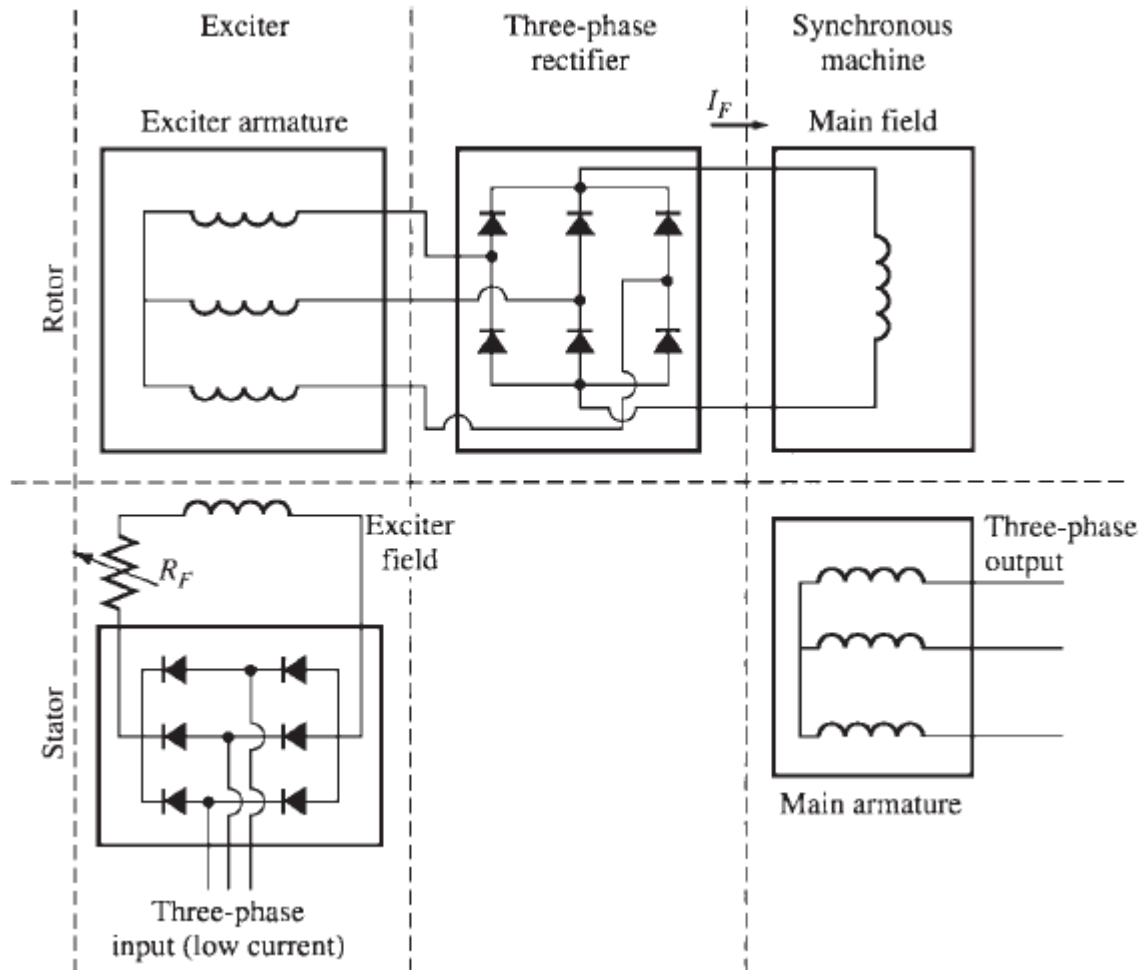 Exciter
Three-phase
rectifier
Synchronous
machine
Exciter armature
I_F
Main field
Rotor
Exciter
field
R_F
Three-phase
output
Stator
Main armature
Three-phase
input (low current)